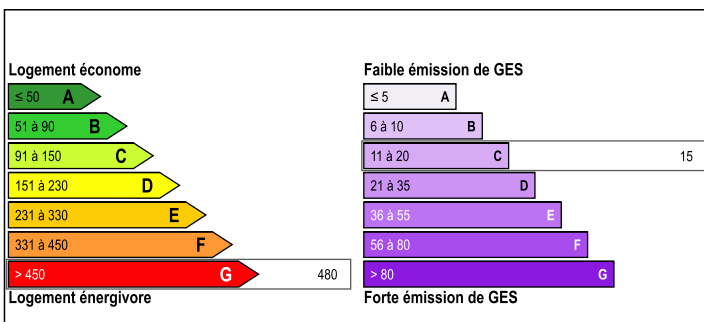 Logement économe
≤ 50 A
51 à 90 B
91 à 150 C
151 à 230 D
231 à 330 E
331 à 450 F
> 450 G 480
Logement énergivore
Faible émission de GES
≤ 5 A
6 à 10 B
11 à 20 C 15
21 à 35 D
36 à 55 E
56 à 80 F
> 80 G
Forte émission de GES